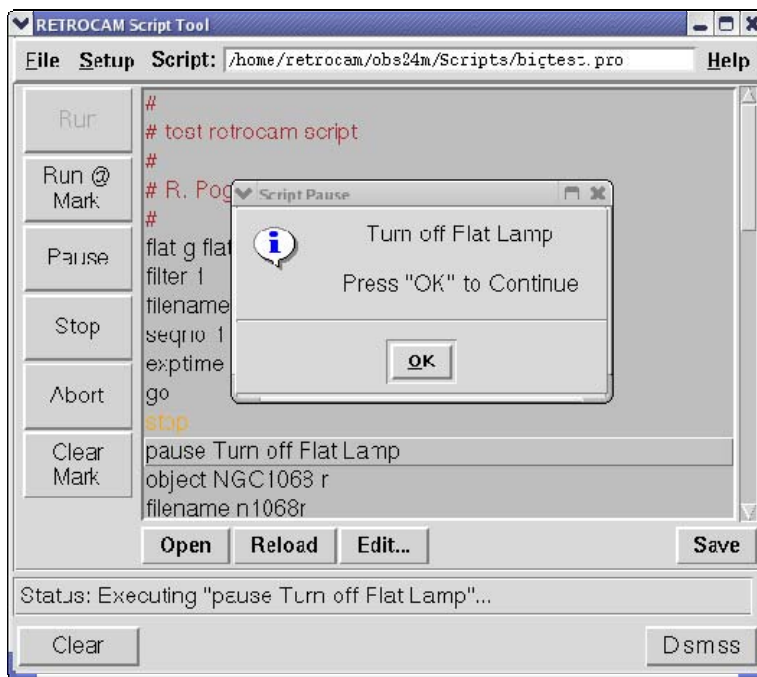 RETROCAM Script Tool
File Setup Script: /home/retrocam/obs24m/Scripts/bigtest.pro Help
Run
Run @ Mark
Pause
Stop
Abort
Clear Mark
#
# test rotrocam script
#
# R. Pog
#
flat g flat
filter 1
filename
seqno 1
exptime
go
stop
pause Turn off Flat Lamp
object NGC1068 r
filename n1068r
Script Pause
Turn off Flat Lamp
Press "OK" to Continue
OK
Open Reload Edit... Save
Status: Executing "pause Turn off Flat Lamp"...
Clear Dismiss